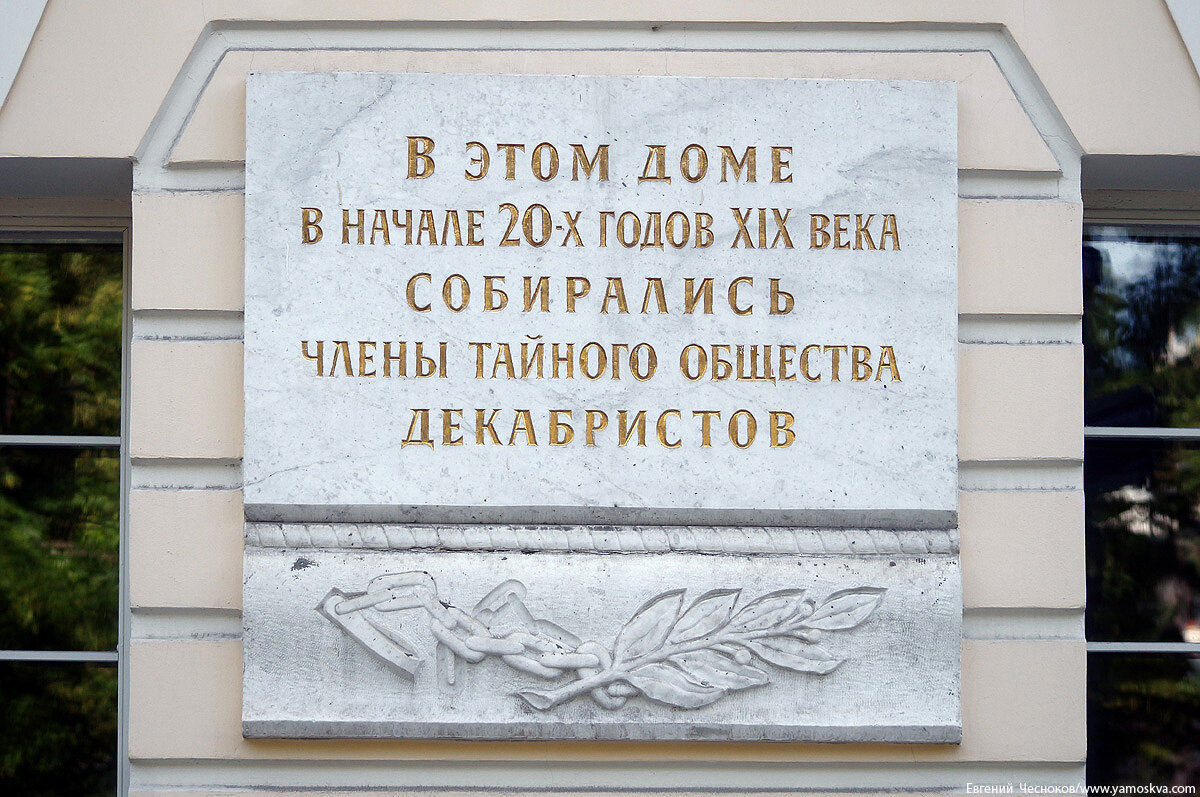 В ЭТОМ ДОМЕ
В НАЧАЛЕ 20-Х ГОДОВ XIX ВЕКА
СОБИРАЛИСЬ
ЧЛЕНЫ ТАЙНОГО ОБЩЕСТВА
ДЕКАБРИСТОВ
Евгений Чесноков/www.yamoskva.com